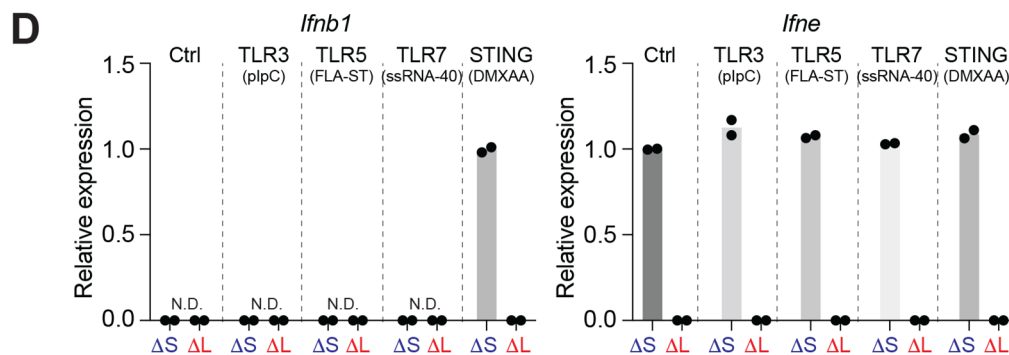 D
Ifnb1
Ctrl TLR3 TLR5 TLR7 STING
(pIpC) (FLA-ST) (ssRNA-40) (DMXAA)
Relative expression
1.5
1.0
0.5
0.0
N.D. N.D. N.D. N.D.
ΔS ΔL ΔS ΔL ΔS ΔL ΔS ΔL ΔS ΔL
Ifne
Ctrl TLR3 TLR5 TLR7 STING
(pIpC) (FLA-ST) (ssRNA-40) (DMXAA)
Relative expression
1.5
1.0
0.5
0.0
ΔS ΔL ΔS ΔL ΔS ΔL ΔS ΔL ΔS ΔL